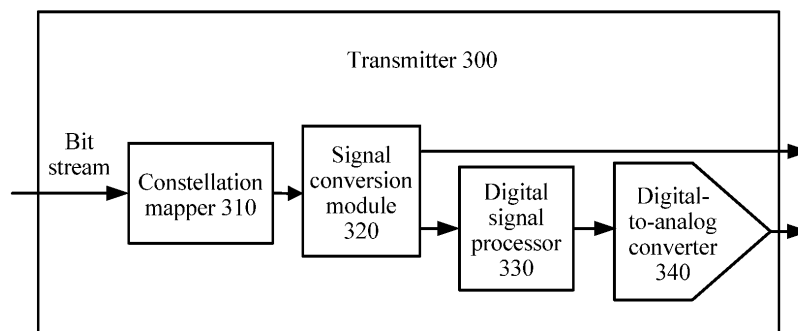 Transmitter 300
Bit
stream
Constellation
mapper 310
Signal
conversion
module
320
Digital
signal
processor
330
Digital-
to-analog
converter
340